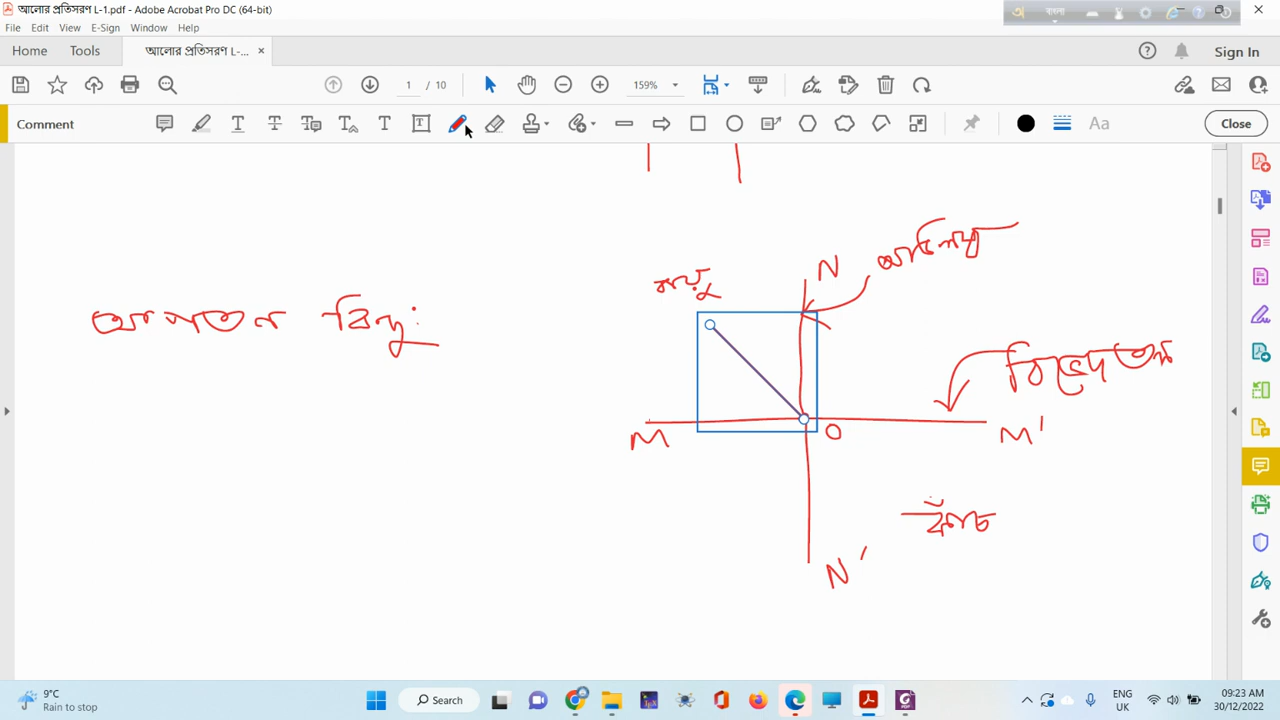 আলোর প্রতিসরণ L-1.pdf - Adobe Acrobat Pro DC (64-bit)
বাংলা
File Edit View E-Sign Window Help
Home Tools আলোর প্রতিসরণ L-... × Sign In
1 / 10 159%
Comment Aa Close
N অভিলম্ব
বায়ু
আপতন বিন্দু:
বিভেদতল
M O M'
কাঁচ
N'
9°C
Rain to stop
Search
ENG
UK
09:23 AM
30/12/2022